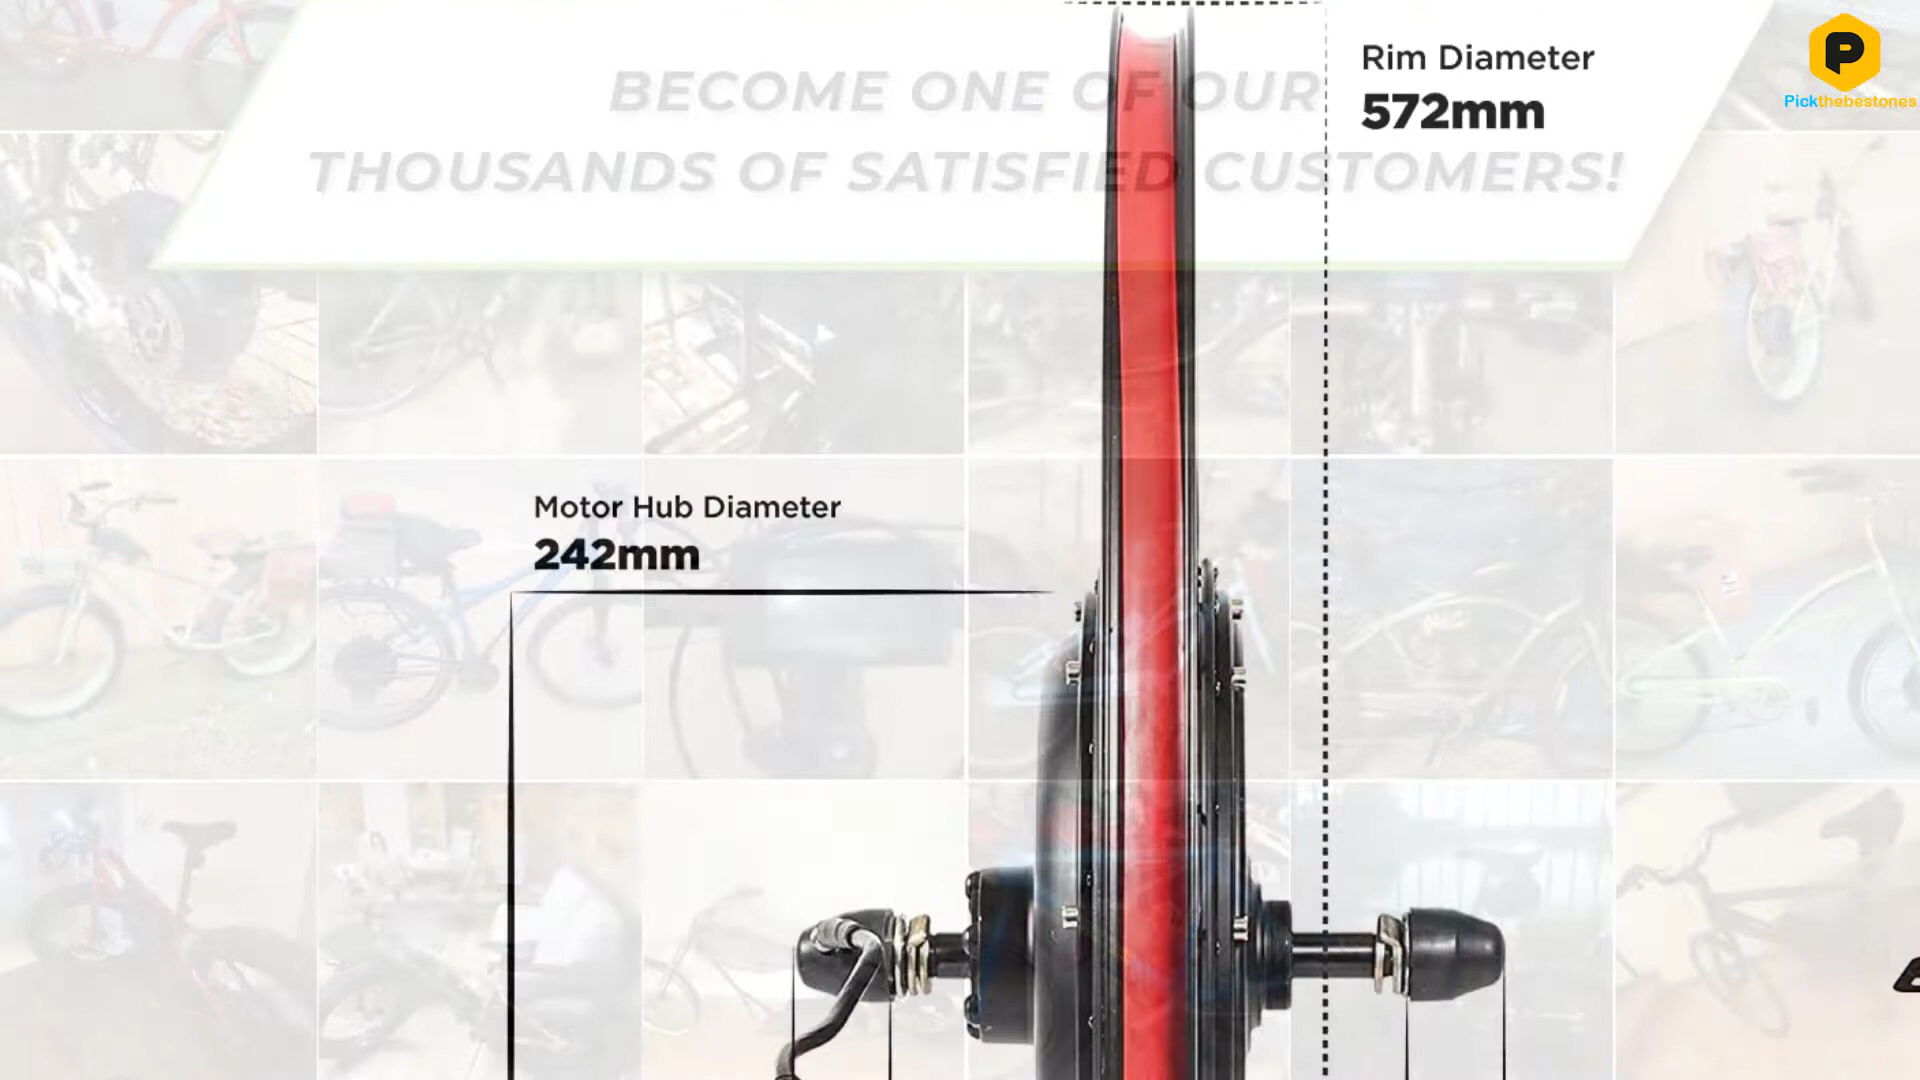 BECOME ONE OF OUR
THOUSANDS OF SATISFIED CUSTOMERS!
Rim Diameter
572mm
Pickthebestones
Motor Hub Diameter
242mm